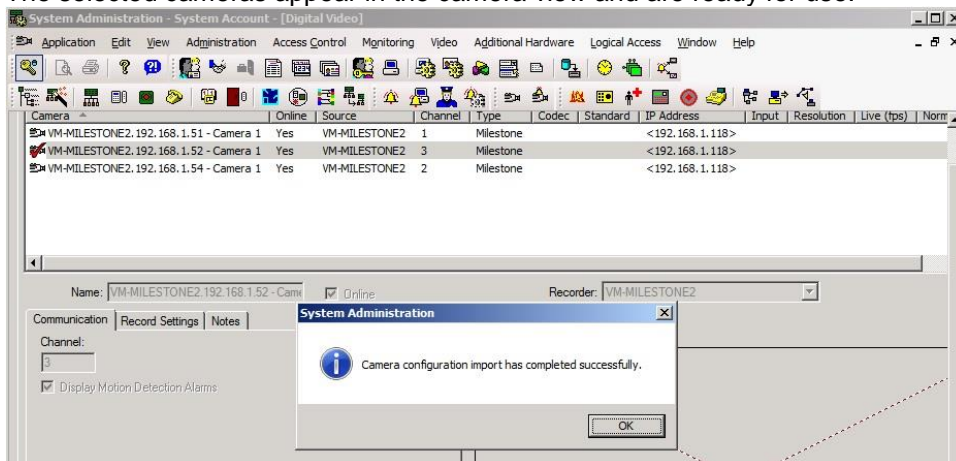 The selected cameras appear in the camera view and are ready for use.
System Administration - System Account - [Digital Video]
Application Edit View Administration Access Control Monitoring Video Additional Hardware Logical Access Window Help
Camera Online Source Channel Type Codec Standard IP Address Input Resolution Live (fps) Norm
VM-MILESTONE2.192.168.1.51 - Camera 1 Yes VM-MILESTONE2 1 Milestone <192.168.1.118>
VM-MILESTONE2.192.168.1.52 - Camera 1 Yes VM-MILESTONE2 3 Milestone <192.168.1.118>
VM-MILESTONE2.192.168.1.54 - Camera 1 Yes VM-MILESTONE2 2 Milestone <192.168.1.118>
Name: VM-MILESTONE2.192.168.1.52 - Came Online Recorder: VM-MILESTONE2
Communication Record Settings Notes
System Administration
Channel:
3
Display Motion Detection Alarms
Camera configuration import has completed successfully.
OK